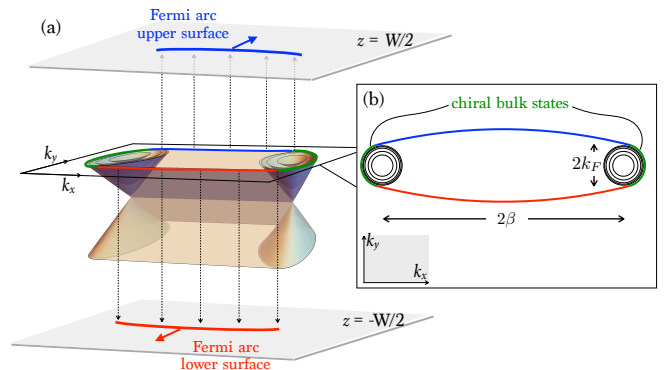 (a)
Fermi arc
upper surface
z = W/2
k_y
k_x
(b)
chiral bulk states
2k_F
2β
k_y
k_x
z = -W/2
Fermi arc
lower surface